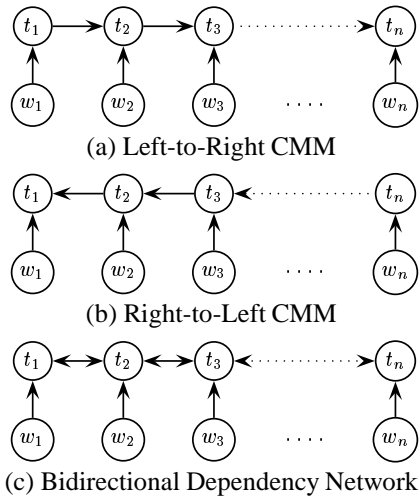 t₁ t₂ t₃ tₙ
w₁ w₂ w₃ . . . . wₙ
(a) Left-to-Right CMM
t₁ t₂ t₃ tₙ
w₁ w₂ w₃ . . . . wₙ
(b) Right-to-Left CMM
t₁ t₂ t₃ tₙ
w₁ w₂ w₃ . . . . wₙ
(c) Bidirectional Dependency Network